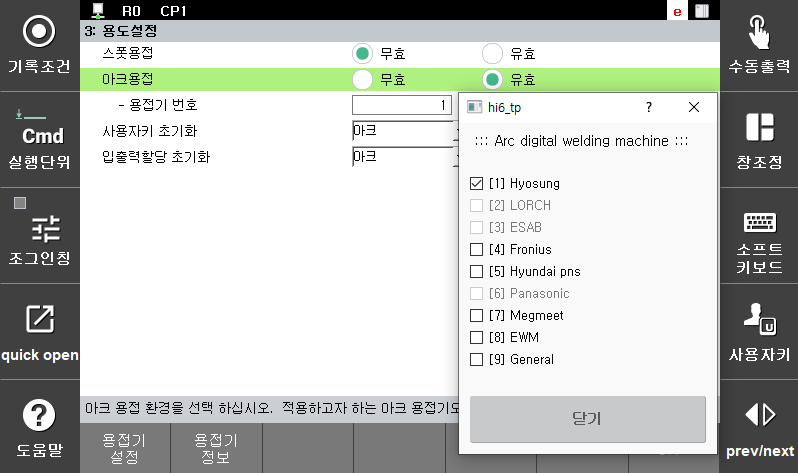 R0 CP1 e
3: 용도설정
기록조건
Cmd
실행단위
조그인칭
quick open
도움말
스폿용접 무효 유효
아크용접 무효 유효
- 용접기 번호 1
사용자키 초기화 아크
입출력할당 초기화 아크
hi6_tp ? ×
::: Arc digital welding machine :::
[1] Hyosung
[2] LORCH
[3] ESAB
[4] Fronius
[5] Hyundai pns
[6] Panasonic
[7] Megmeet
[8] EWM
[9] General
닫기
아크 용접 환경을 선택 하십시오. 적용하고자 하는 아크 용접기도
용접기
설정
용접기
정보
수동출력
창조정
소프트
키보드
U
사용자키
prev/next